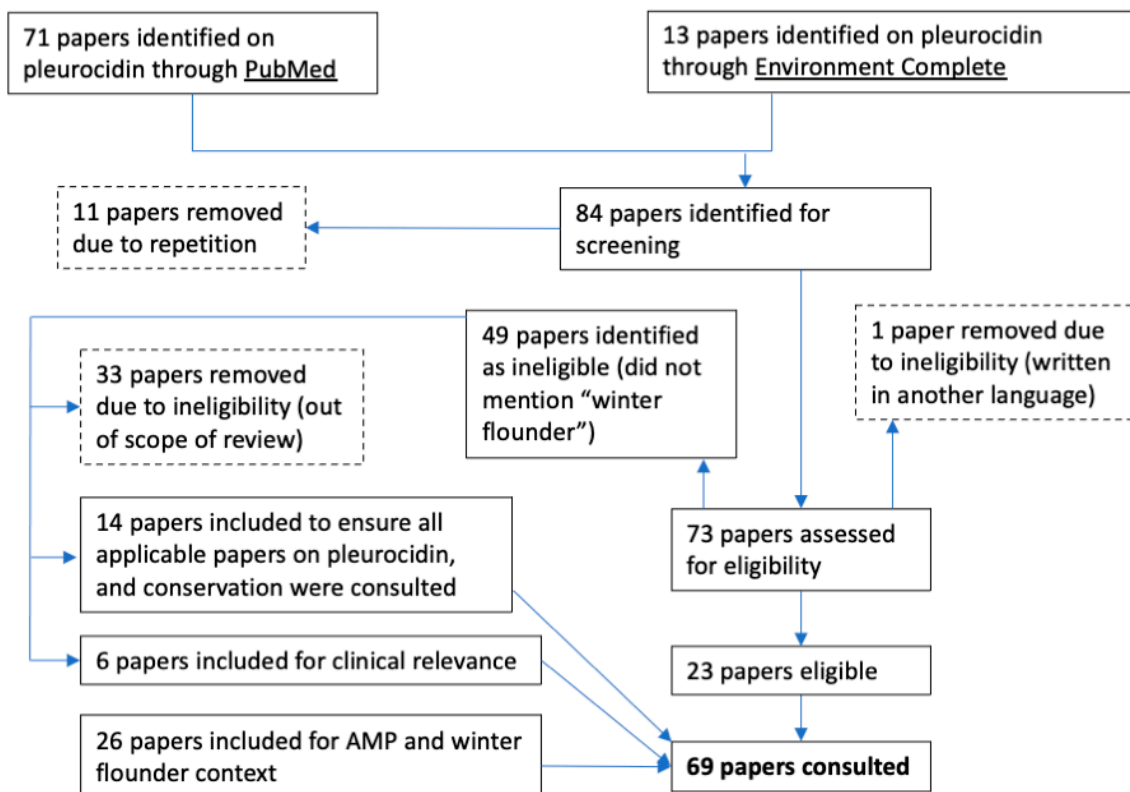 71 papers identified on
pleurocidin through PubMed
13 papers identified on pleurocidin
through Environment Complete
11 papers removed
due to repetition
84 papers identified for
screening
49 papers identified
as ineligible (did not
mention “winter
flounder”)
1 paper removed due
to ineligibility (written
in another language)
33 papers removed
due to ineligibility (out
of scope of review)
14 papers included to ensure all
applicable papers on pleurocidin,
and conservation were consulted
73 papers assessed
for eligibility
6 papers included for clinical relevance
23 papers eligible
26 papers included for AMP and winter
flounder context
69 papers consulted